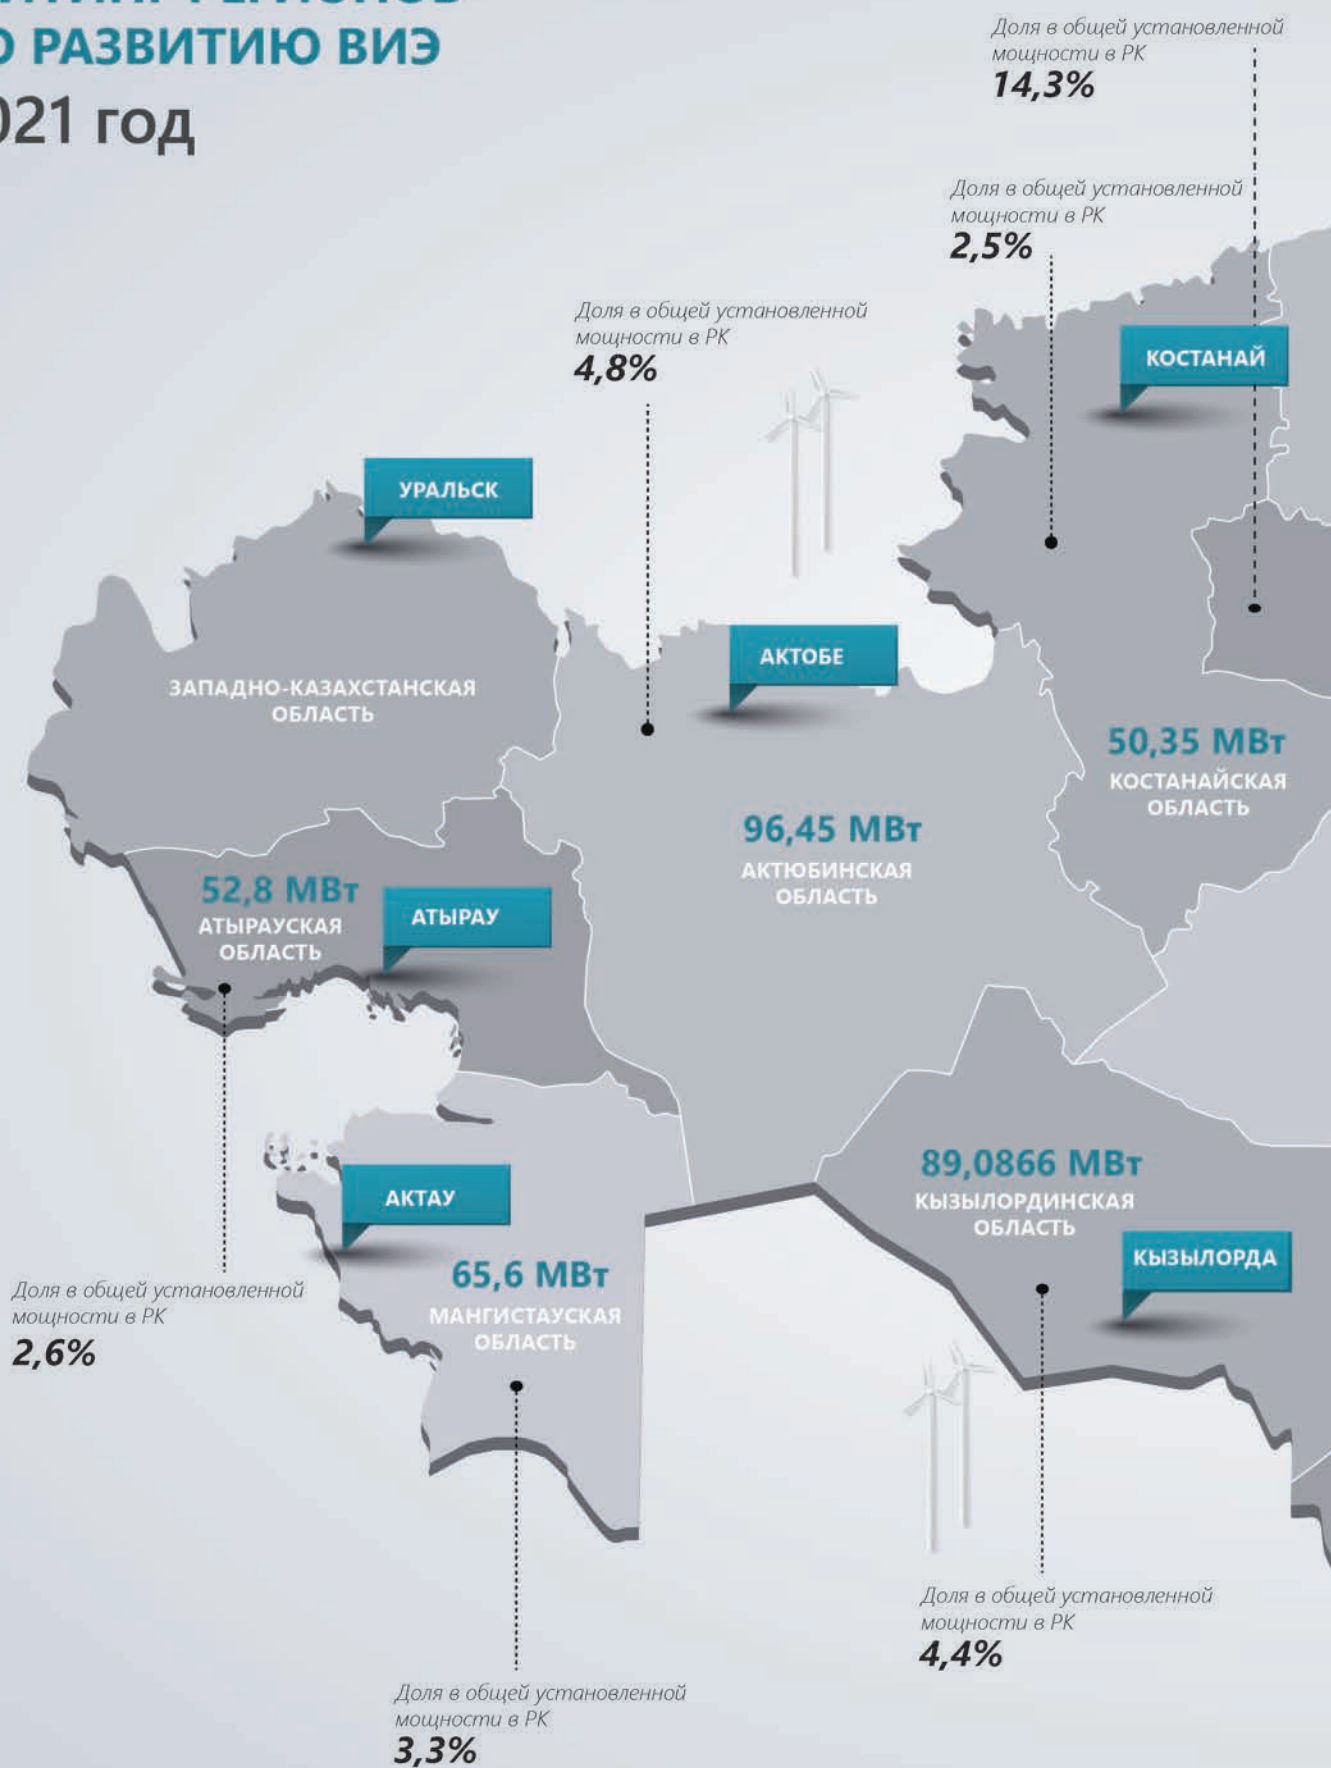 О РАЗВИТИЮ ВИЭ
021 год
Доля в общей установленной
мощности в РК
14,3%
Доля в общей установленной
мощности в РК
2,5%
Доля в общей установленной
мощности в РК
4,8%
КОСТАНАЙ
УРАЛЬСК
АКТОБЕ
ЗАПАДНО-КАЗАХСТАНСКАЯ
ОБЛАСТЬ
50,35 МВт
КОСТАНАЙСКАЯ
ОБЛАСТЬ
96,45 МВт
АКТЮБИНСКАЯ
ОБЛАСТЬ
52,8 МВт
АТЫРАУСКАЯ
ОБЛАСТЬ
АТЫРАУ
89,0866 МВт
КЫЗЫЛОРДИНСКАЯ
ОБЛАСТЬ
АКТАУ
КЫЗЫЛОРДА
65,6 МВт
МАНГИСТАУСКАЯ
ОБЛАСТЬ
Доля в общей установленной
мощности в РК
2,6%
Доля в общей установленной
мощности в РК
4,4%
Доля в общей установленной
мощности в РК
3,3%